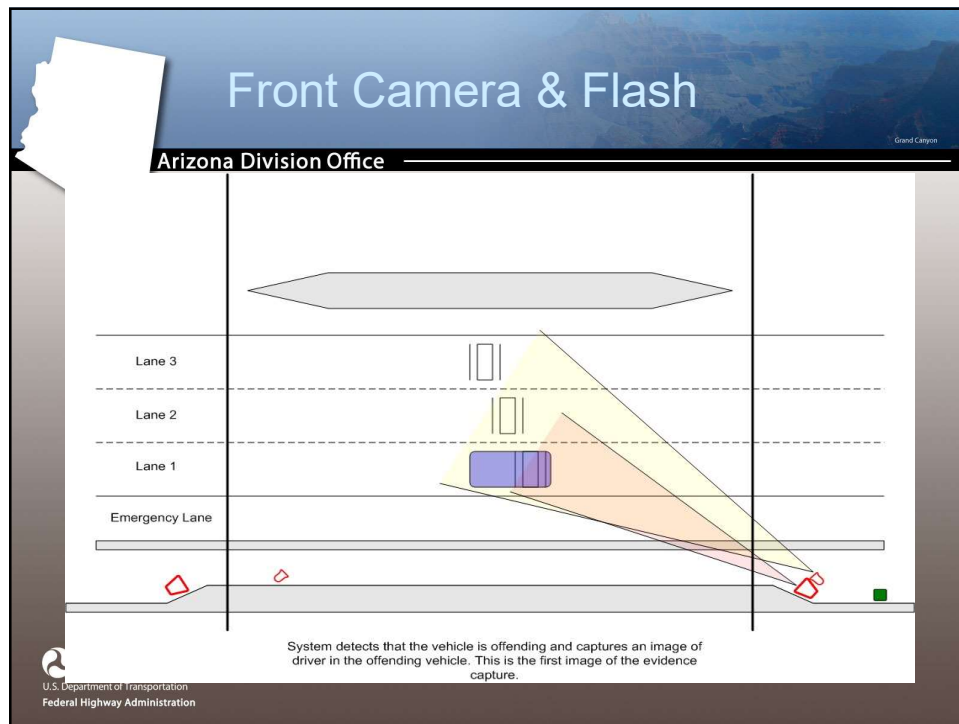 Front Camera & Flash
Grand Canyon
Arizona Division Office
Lane 3
Lane 2
Lane 1
Emergency Lane
System detects that the vehicle is offending and captures an image of
driver in the offending vehicle. This is the first image of the evidence
capture.
U.S. Department of Transportation
Federal Highway Administration